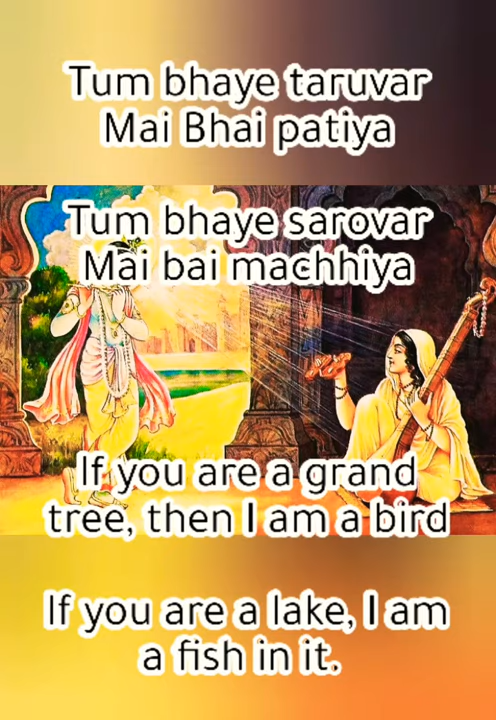 Tum bhaye taruvar
Mai Bhai patiya
Tum bhaye sarovar
Mai bai machhiya
If you are a grand
tree, then I am a bird
If you are a lake, I am
a fish in it.